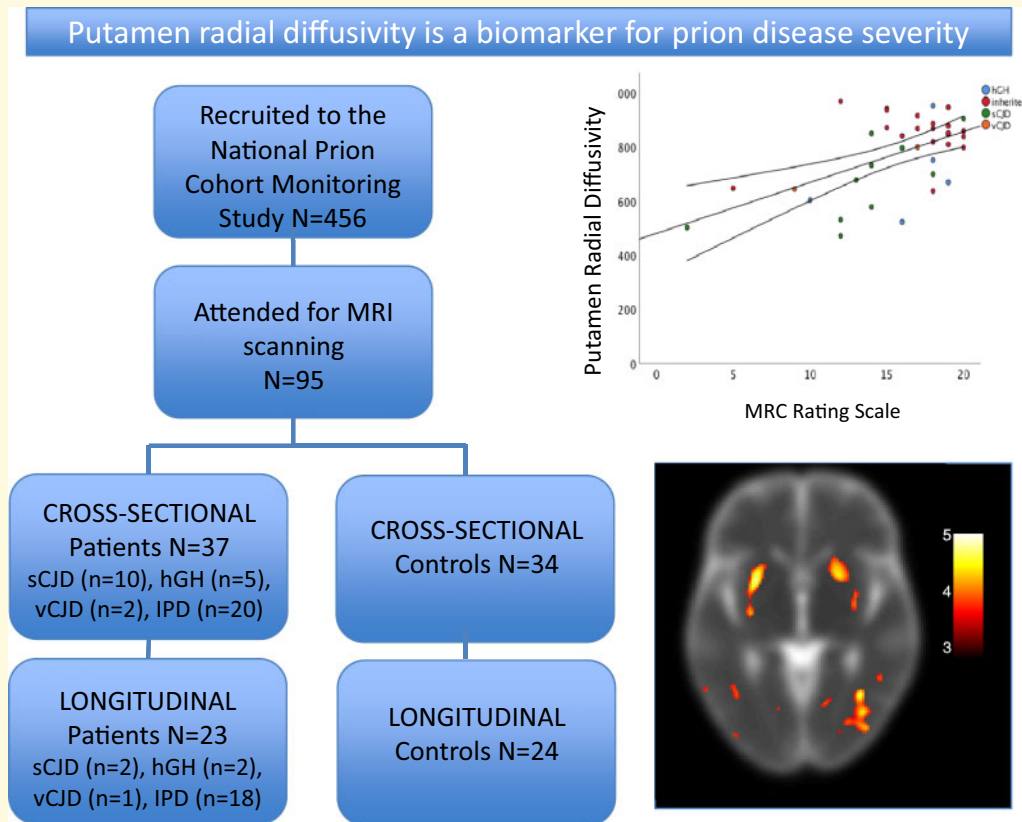 Putamen radial diffusivity is a biomarker for prion disease severity
Recruited to the
National Prion
Cohort Monitoring
Study N=456
Attended for MRI
scanning
N=95
CROSS-SECTIONAL
Patients N=37
sCJD (n=10), hGH (n=5),
vCJD (n=2), IPD (n=20)
CROSS-SECTIONAL
Controls N=34
LONGITUDINAL
Patients N=23
sCJD (n=2), hGH (n=2),
vCJD (n=1), IPD (n=18)
LONGITUDINAL
Controls N=24
Putamen Radial Diffusivity
000
800
600
400
200
0
0 5 10 15 20
MRC Rating Scale
hGH
inherite
sCJD
vCJD
5
4
3